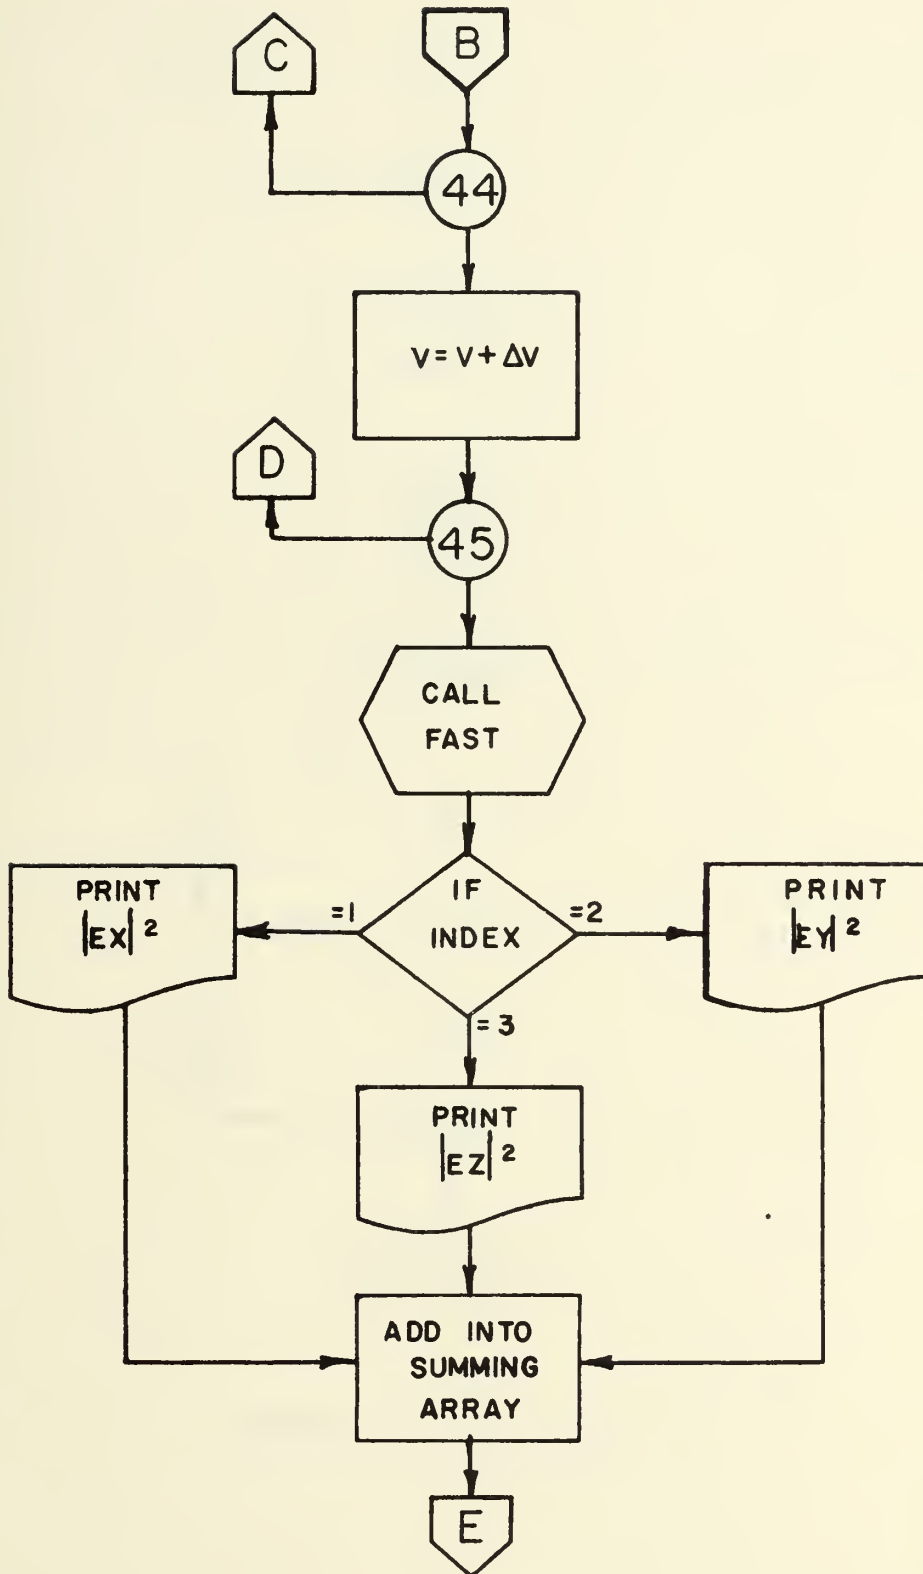 C
B
44
V = V + ΔV
D
45
CALL
FAST
PRINT
|EX|²
=1
IF
INDEX
=2
PRINT
|EY|²
=3
PRINT
|EZ|²
ADD INTO
SUMMING
ARRAY
E